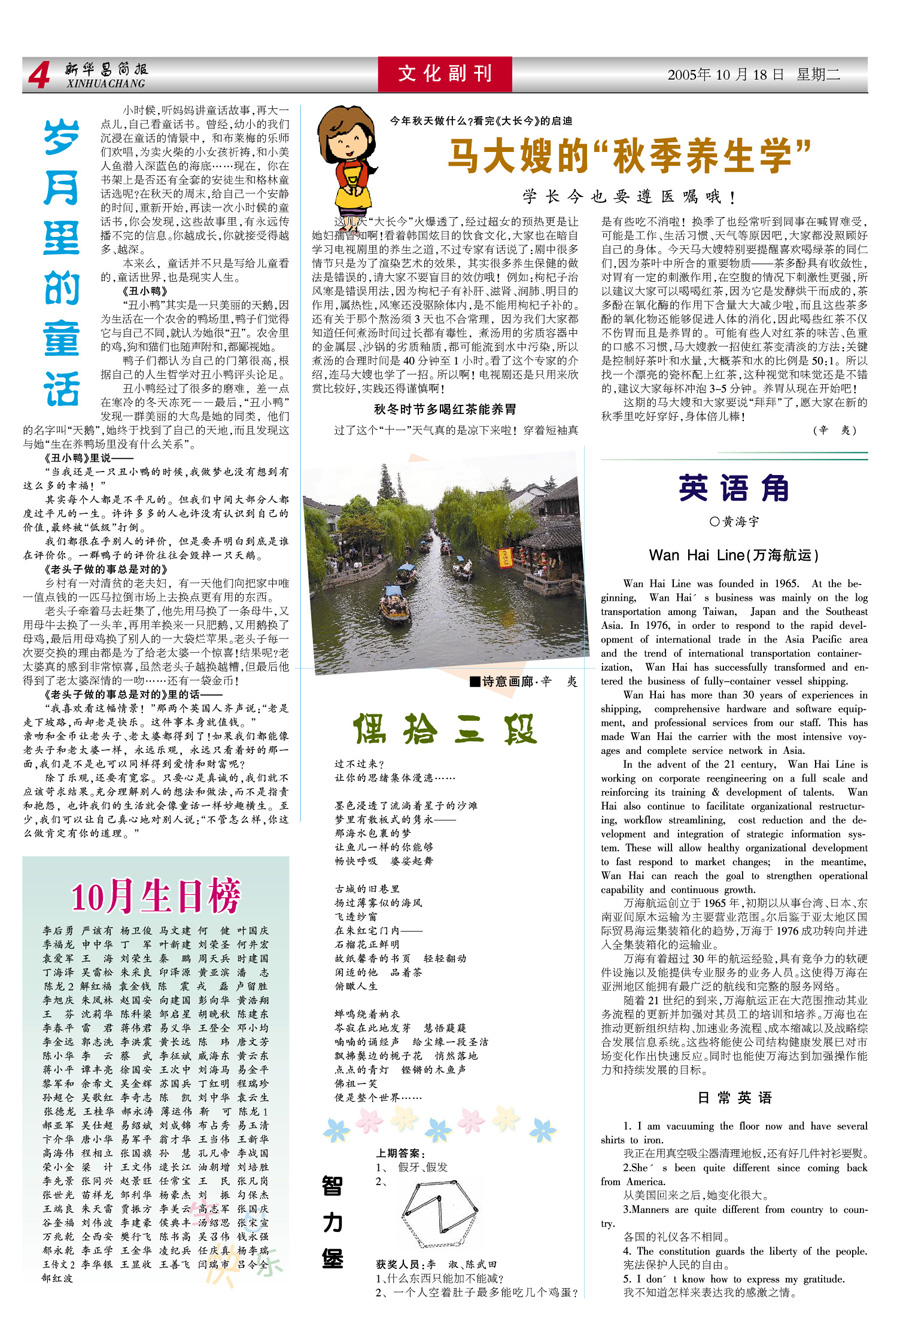 4
新华昌简报
XINHUACHANG
文化副刊
2005年 10 月 18 日  星期二
岁月里的童话
小时候,听妈妈讲童话故事,再大一
点儿,自己看童话书。曾经,幼小的我们
沉浸在童话的情景中，和布莱梅的乐师
们欢唱,为卖火柴的小女孩祈祷,和小美
人鱼潜入深蓝色的海底……现在，你在
书架上是否还有全套的安徒生和格林童
话选呢?在秋天的周末,给自己一个安静
的时间,重新开始,再读一次小时候的童
话书,你会发现,这些故事里,有永远传
播不完的信息。你越成长,你就接受得越
多、越深。
本来么，童话并不只是写给儿童看
的,童话世界,也是现实人生。
《丑小鸭》
“丑小鸭”其实是一只美丽的天鹅,因
为生活在一个农舍的鸭场里,鸭子们觉得
它与自己不同,就认为她很“丑”。农舍里
的鸡,狗和猫们也随声附和,都鄙视她。
鸭子们都认为自己的门第很高,根
据自己的人生哲学对丑小鸭评头论足。
丑小鸭经过了很多的磨难，差一点
在寒冷的冬天冻死——最后,“丑小鸭”
发现一群美丽的大鸟是她的同类，他们
的名字叫“天鹅”,她终于找到了自己的天地,而且发现这
与她“生在养鸭场里没有什么关系”。
《丑小鸭》里说——
“当我还是一只丑小鸭的时候,我做梦也没有想到有
这么多的幸福！”
其实每个人都是不平凡的。但我们中间大部分人都
度过平凡的一生。许许多多的人也许没有认识到自己的
价值,最终被“低级”打倒。
我们都很在乎别人的评价，但是要弄明白到底是谁
在评价你。一群鸭子的评价往往会毁掉一只天鹅。
《老头子做的事总是对的》
乡村有一对清贫的老夫妇，有一天他们向把家中唯
一值点钱的一匹马拉倒市场上去换点更有用的东西。
老头子牵着马去赶集了,他先用马换了一条母牛,又
用母牛去换了一头羊,再用羊换来一只肥鹅,又用鹅换了
母鸡,最后用母鸡换了别人的一大袋烂苹果。老头子每一
次要交换的理由都是为了给老太婆一个惊喜!结果呢?老
太婆真的感到非常惊喜,虽然老头子越换越糟,但最后他
得到了老太婆深情的一吻……还有一袋金币！
《老头子做的事总是对的》里的话——
“我喜欢看这幅情景！”那两个英国人齐声说:“老是
走下坡路,而却老是快乐。这件事本身就值钱。”
亲吻和金币让老头子、老太婆都得到了!如果我们都能像
老头子和老太婆一样，永远乐观，永远只看着好的那一
面,我们是不是也可以同样得到爱情和财富呢?
除了乐观,还要有宽容。只要心是真诚的,我们就不
应该苛求结果。充分理解别人的想法和做法,而不是指责
和抱怨，也许我们的生活就会像童话一样妙趣横生。至
少,我们可以让自己真心地对别人说:“不管怎么样,你这
么做肯定有你的道理。”
今年秋天做什么?看完《大长今》的启迪
马大嫂的“秋季养生学”
学长今也要遵医嘱哦！
“大长今”火爆透了,经过超女的预热更是让
她妇孺皆知啊!看着韩国炫目的饮食文化,大家也在暗自
学习电视剧里的养生之道,不过专家有话说了:剧中很多
情节只是为了渲染艺术的效果，其实很多养生保健的做
法是错误的,请大家不要盲目的效仿哦！例如:枸杞子治
风寒是错误用法,因为枸杞子有补肝、滋肾、润肺、明目的
作用,属热性,风寒还没驱除体内,是不能用枸杞子补的。
还有关于那个熬汤须 3 天也不合常理，因为我们大家都
知道任何煮汤时间过长都有毒性，煮汤用的劣质容器中
的金属层、沙锅的劣质釉质,都可能流到水中污染,所以
煮汤的合理时间是 40 分钟至 1 小时。看了这个专家的介
绍,连马大嫂也学了一招。所以啊！电视剧还是只用来欣
赏比较好,实践还得谨慎啊！
秋冬时节多喝红茶能养胃
过了这个“十一”天气真的是凉下来啦！穿着短袖真
是有些吃不消啦！换季了也经常听到同事在喊胃难受,
可能是工作、生活习惯、天气等原因吧,大家都没照顾好
自己的身体。今天马大嫂特别要提醒喜欢喝绿茶的同仁
们,因为茶叶中所含的重要物质——茶多酚具有收敛性,
对胃有一定的刺激作用,在空腹的情况下刺激性更强,所
以建议大家可以喝喝红茶,因为它是发酵烘干而成的,茶
多酚在氧化酶的作用下含量大大减少啦,而且这些茶多
酚的氧化物还能够促进人体的消化,因此喝些红茶不仅
不伤胃而且是养胃的。可能有些人对红茶的味苦、色重
的口感不习惯,马大嫂教一招使红茶变清淡的方法:关键
是控制好茶叶和水量,大概茶和水的比例是 50:1。所以
找一个漂亮的瓷杯配上红茶,这种视觉和味觉还是不错
的,建议大家每杯冲泡 3-5 分钟。养胃从现在开始吧！
这期的马大嫂和大家要说“拜拜”了,愿大家在新的
秋季里吃好穿好,身体倍儿棒！
(辛  夷)
■诗意画廊·辛  夷
偶拾三段
过不过来?
让你的思绪集体漫漶……
墨色浸透了流淌着星子的沙滩
梦里有散板式的隽永——
那海水包裹的梦
让鱼儿一样的你能够
畅快呼吸  婆娑起舞
古城的旧巷里
扬过薄雾似的海风
飞透纱窗
在朱红宅门内——
石榴花正鲜明
故纸馨香的书页  轻轻翻动
闲适的他  品着茶
俯瞰人生
蝉鸣绕着衲衣
岑寂在此地发芽  慧悟蕤蕤
喃喃的诵经声  给尘缘一段圣洁
飘拂鬓边的栀子花  悄然落地
点点的青灯  铿锵的木鱼声
佛祖一笑
便是整个世界……
智力堡
上期答案:
1、  假牙、假发
2、
获奖人员:李  淑、陈武田
1、什么东西只能加不能减?
2、一个人空着肚子最多能吃几个鸡蛋?
英语角
○黄海宇
Wan Hai Line(万海航运)
Wan Hai Line was founded in 1965.  At the be-
ginning,  Wan Hai´s business was mainly on the log
transportation among Taiwan,  Japan and the Southeast
Asia. In 1976, in order to respond to the rapid devel-
opment of international trade in the Asia Pacific area
and the trend of international transportation container-
ization,  Wan Hai has successfully transformed and en-
tered the business of fully-container vessel shipping.
Wan Hai has more than 30 years of experiences in
shipping,  comprehensive hardware and software equip-
ment, and professional services from our staff. This has
made Wan Hai the carrier with the most intensive voy-
ages and complete service network in Asia.
In the advent of the 21 century,  Wan Hai Line is
working on corporate reengineering on a full scale and
reinforcing its training & development of talents.  Wan
Hai also continue to facilitate organizational restructur-
ing, workflow streamlining,  cost reduction and the de-
velopment and integration of strategic information sys-
tem. These will allow healthy organizational development
to fast respond to market changes;  in the meantime,
Wan Hai can reach the goal to strengthen operational
capability and continuous growth.
万海航运创立于 1965 年,初期以从事台湾、日本、东
南亚间原木运输为主要营业范围。尔后鉴于亚太地区国
际贸易海运集装箱化的趋势,万海于 1976 成功转向并进
入全集装箱化的运输业。
万海有着超过 30 年的航运经验,具有竞争力的软硬
件设施以及能提供专业服务的业务人员。这使得万海在
亚洲地区能拥有最广泛的航线和完整的服务网络。
随着 21 世纪的到来,万海航运正在大范围推动其业
务流程的更新并加强对其员工的培训和培养。万海也在
推动更新组织结构、加速业务流程、成本缩减以及战略综
合发展信息系统。这些将能使公司结构健康发展已对市
场变化作出快速反应。同时也能使万海达到加强操作能
力和持续发展的目标。
日常英语
1. I am vacuuming the floor now and have several
shirts to iron.
我正在用真空吸尘器清理地板,还有好几件衬衫要熨。
2.She´s been quite different since coming back
from America.
从美国回来之后,她变化很大。
3.Manners are quite different from country to coun-
try.
各国的礼仪各不相同。
4. The constitution guards the liberty of the people.
宪法保护人民的自由。
5. I don´t know how to express my gratitude.
我不知道怎样来表达我的感激之情。
10月生日榜
李后勇 严该有 杨卫俊 马文建 何  健 叶国庆
李福龙 申中华 丁  军 叶新建 刘荣圣 何井宏
袁爱军 王  海 刘荣生 秦  鹏 周天兵 时建国
丁海泽 吴雷松 朱采良 印泽源 黄亚滨 潘  志
陈龙 2 解红福 袁金钱 陈  震 戎  磊 卢留胜
李旭庆 朱凤林 赵国安 向建国 彭向华 黄浩翔
王  芬 沈莉华 陈科梁 邹启星 胡晓秋 陈建东
李春平 雷  君 蒋伟君 易义华 王登全 邓小均
李金远 郭志洗 李洪震 黄长远 陈  玮 唐文芳
陈小华 李  云 蔡  武 李征斌 戚海东 黄云东
蒋小平 谭丰亮 徐国安 王次中 刘海马 易金平
黎军和 余希文 吴金辉 苏国兵 丁红明 程瑞珍
孙超仑 吴歌红 李奇志 陈  凯 刘中华 袁云生
张德龙 王桂华 郝永涛 薄运伟 靳  可 陈龙 1
郝亚军 吴仕超 易绍斌 刘成锦 布占秀 易玉清
卞介华 唐小华 易军平 翁才华 王当伟 王新华
高海伟 程相立 张国旗 孙  慧 孔凡帝 李战国
荣小金 梁  计 王文伟 逯长江 油朝增 刘培胜
李先景 张同兴 赵景旺 任常宝 王  民 张凡岗
张世光 苗祥龙 邹利华 杨豪杰 刘  振 勾保杰
王端良 朱天雷 贾振方 李美云 高志军 张国庆
谷奎福 刘伟波 李建豪 侯典丰 汤绍思 张宋宣
万兆乾 仝西安 樊行飞 陈书高 吴召伟 钱永强
郝永乾 李正学 王金华 凌纪兵 任庆真 杨李瑞
王传文 2 李华银 王显收 王善飞 闫瑞市 吕令全
郝红波